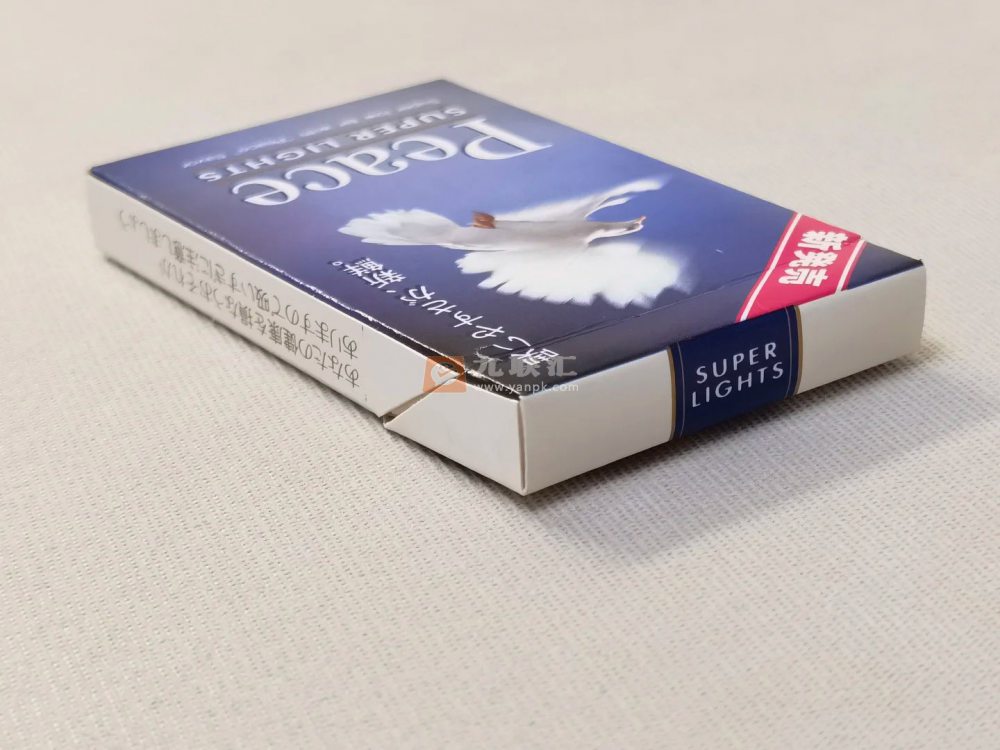 Peace
SUPER LIGHTS
新発売
SUPER
LIGHTS
あなたの健康を損なうおそれが
ありますので吸いすぎに注意しましょう
元联汇
www.yanpk.com